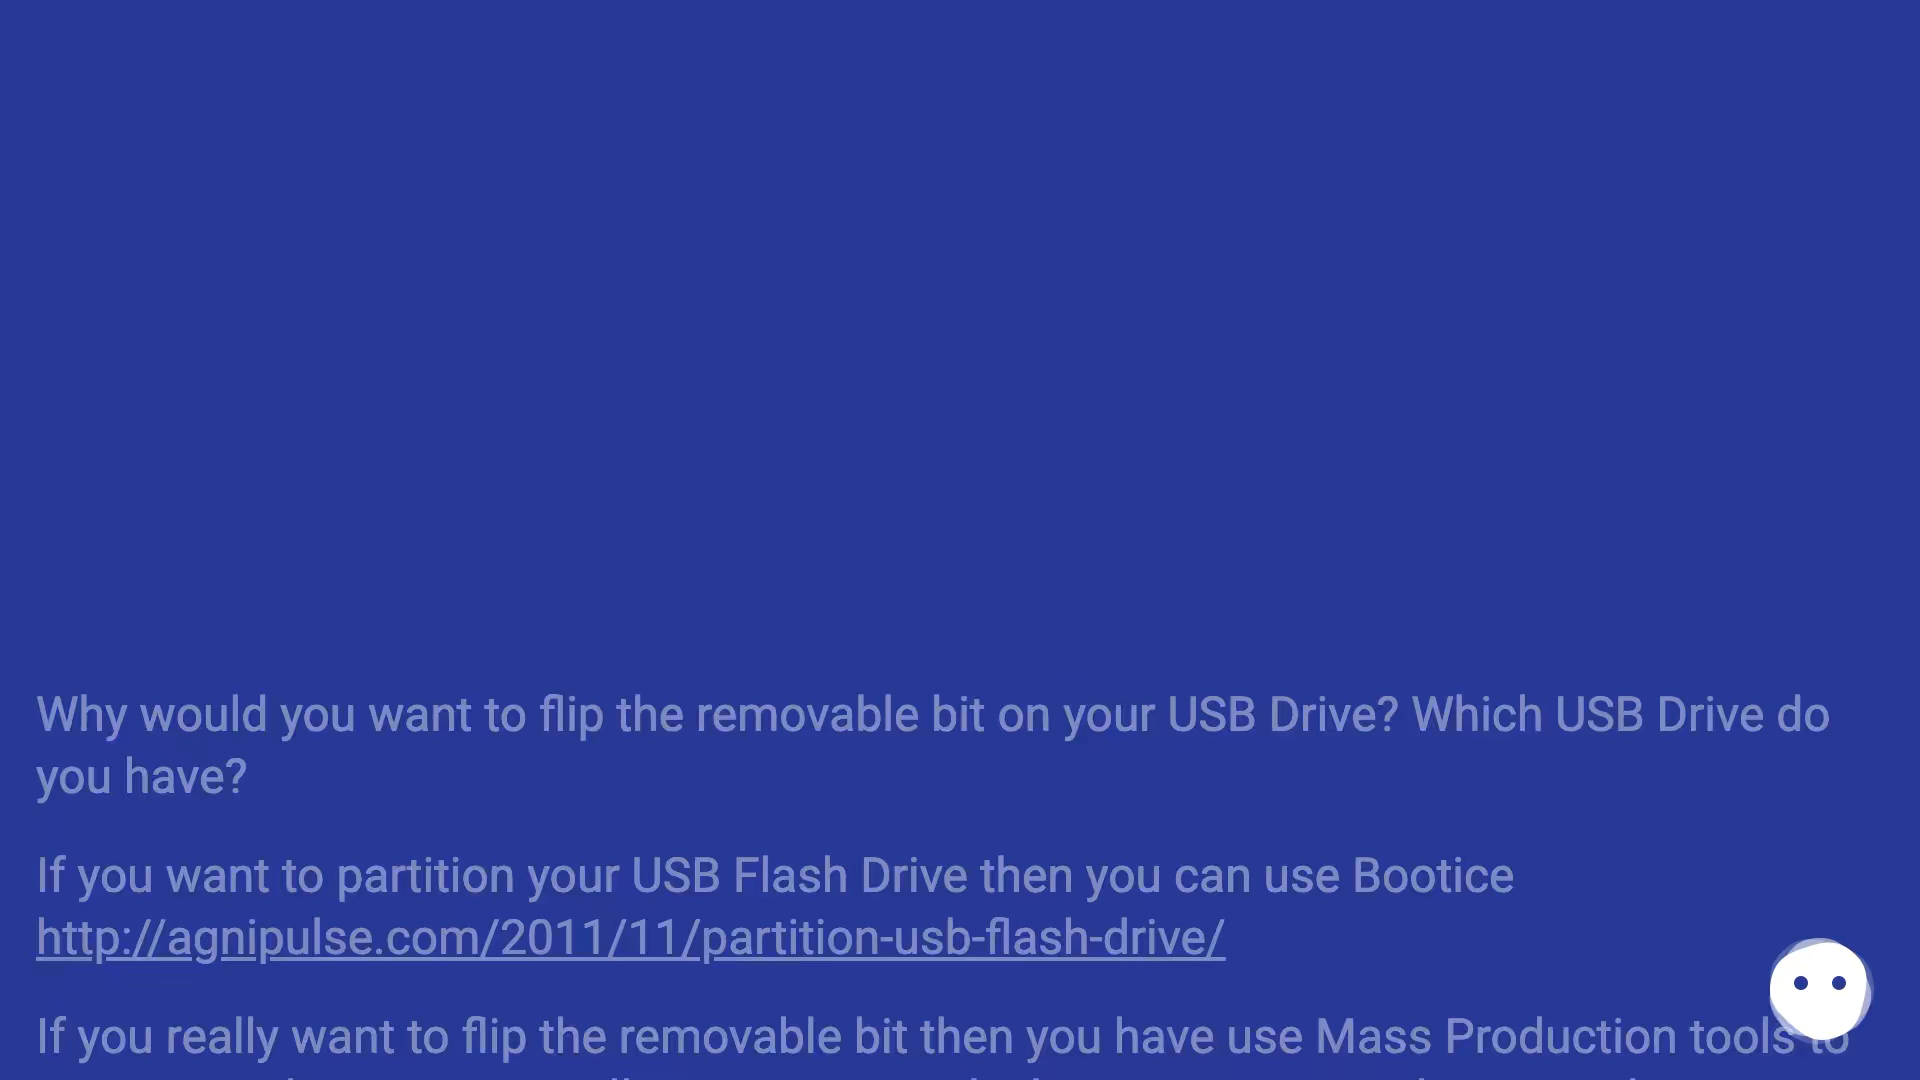 Why would you want to flip the removable bit on your USB Drive? Which USB Drive do
you have?
If you want to partition your USB Flash Drive then you can use Bootice
http://agnipulse.com/2011/11/partition-usb-flash-drive/
If you really want to flip the removable bit then you have use Mass Production tools to